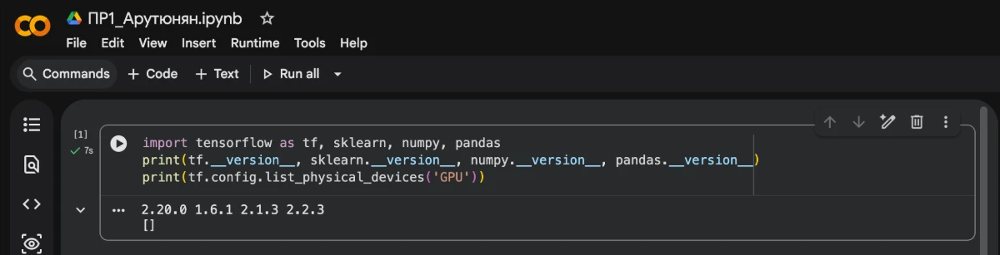 ПР1_Арутюнян.ipynb
File Edit View Insert Runtime Tools Help
Commands + Code + Text Run all
[1]
7s
import tensorflow as tf, sklearn, numpy, pandas
print(tf.__version__, sklearn.__version__, numpy.__version__, pandas.__version__)
print(tf.config.list_physical_devices('GPU'))
2.20.0 1.6.1 2.1.3 2.2.3
[]